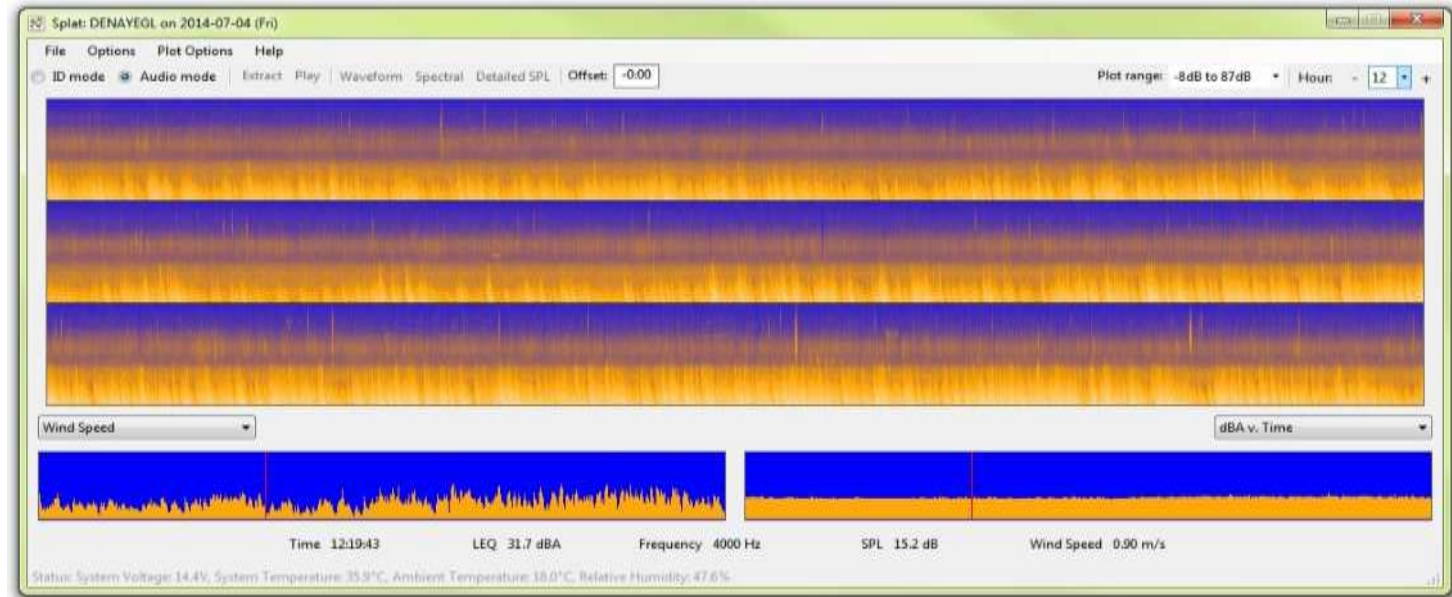 Splat: DENAYEGL on 2014-07-04 (Fri)
File Options Plot Options Help
ID mode Audio mode Extract Play Waveform Spectral Detailed SPL Offset: -0:00 Plot range: -8dB to 87dB Hour: - 12 +
Wind Speed dBA v. Time
Time 12:19:43 LEQ 31.7 dBA Frequency 4000 Hz SPL 15.2 dB Wind Speed 0.90 m/s
Status: System Voltage: 14.4V, System Temperature: 35.9°C, Ambient Temperature: 18.0°C, Relative Humidity: 47.6%